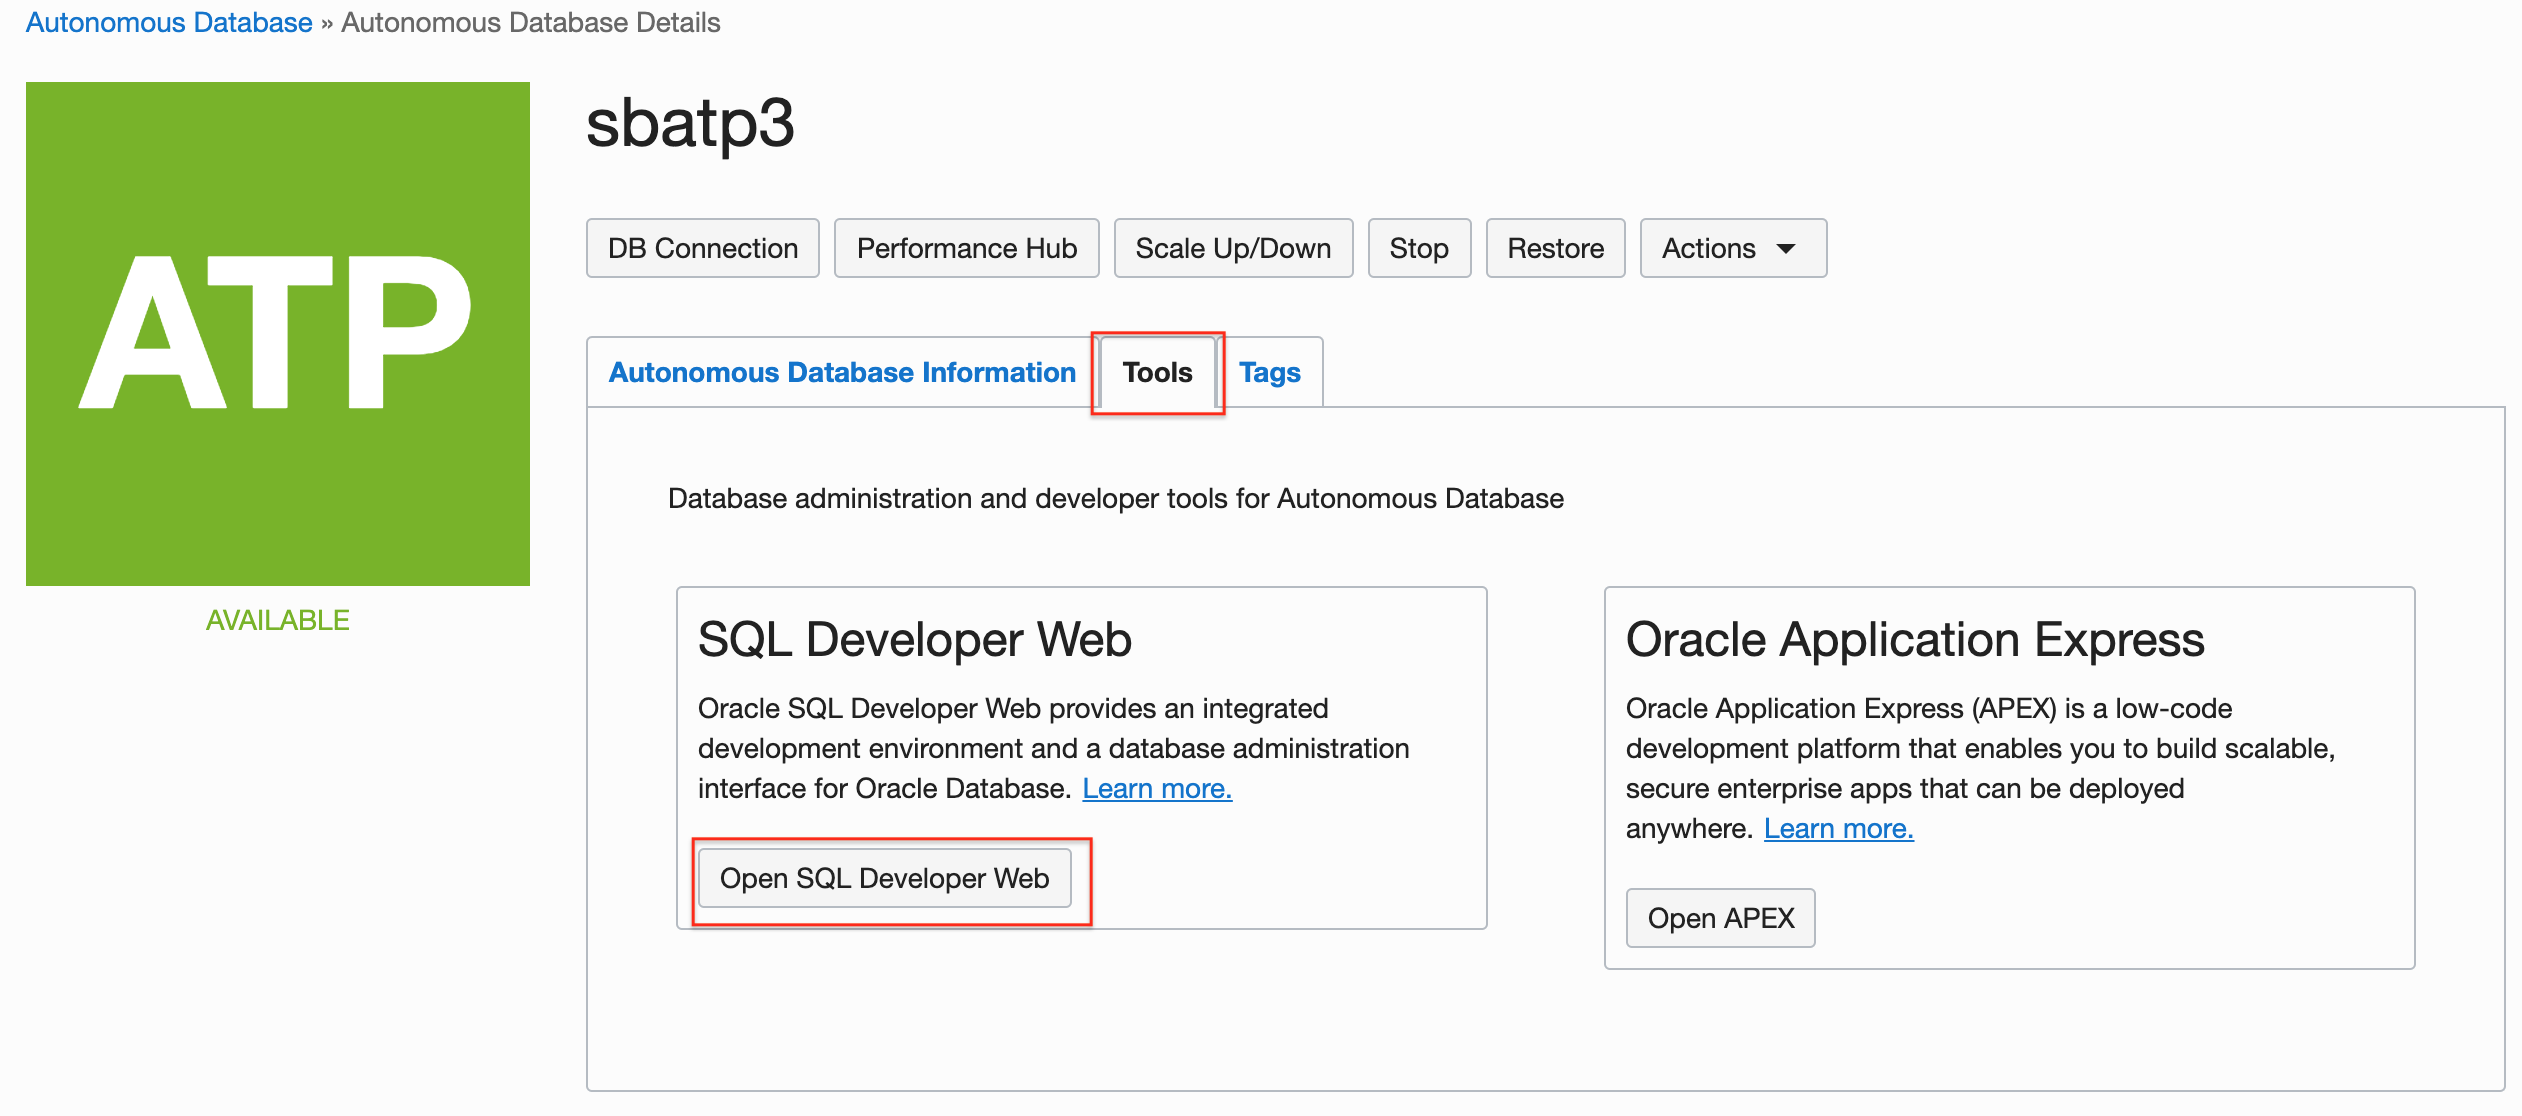 Autonomous Database » Autonomous Database Details
ATP
AVAILABLE
sbatp3
DB Connection
Performance Hub
Scale Up/Down
Stop
Restore
Actions
Autonomous Database Information
Tools
Tags
Database administration and developer tools for Autonomous Database
SQL Developer Web
Oracle SQL Developer Web provides an integrated
development environment and a database administration
interface for Oracle Database. Learn more.
Open SQL Developer Web
Oracle Application Express
Oracle Application Express (APEX) is a low-code
development platform that enables you to build scalable,
secure enterprise apps that can be deployed
anywhere. Learn more.
Open APEX